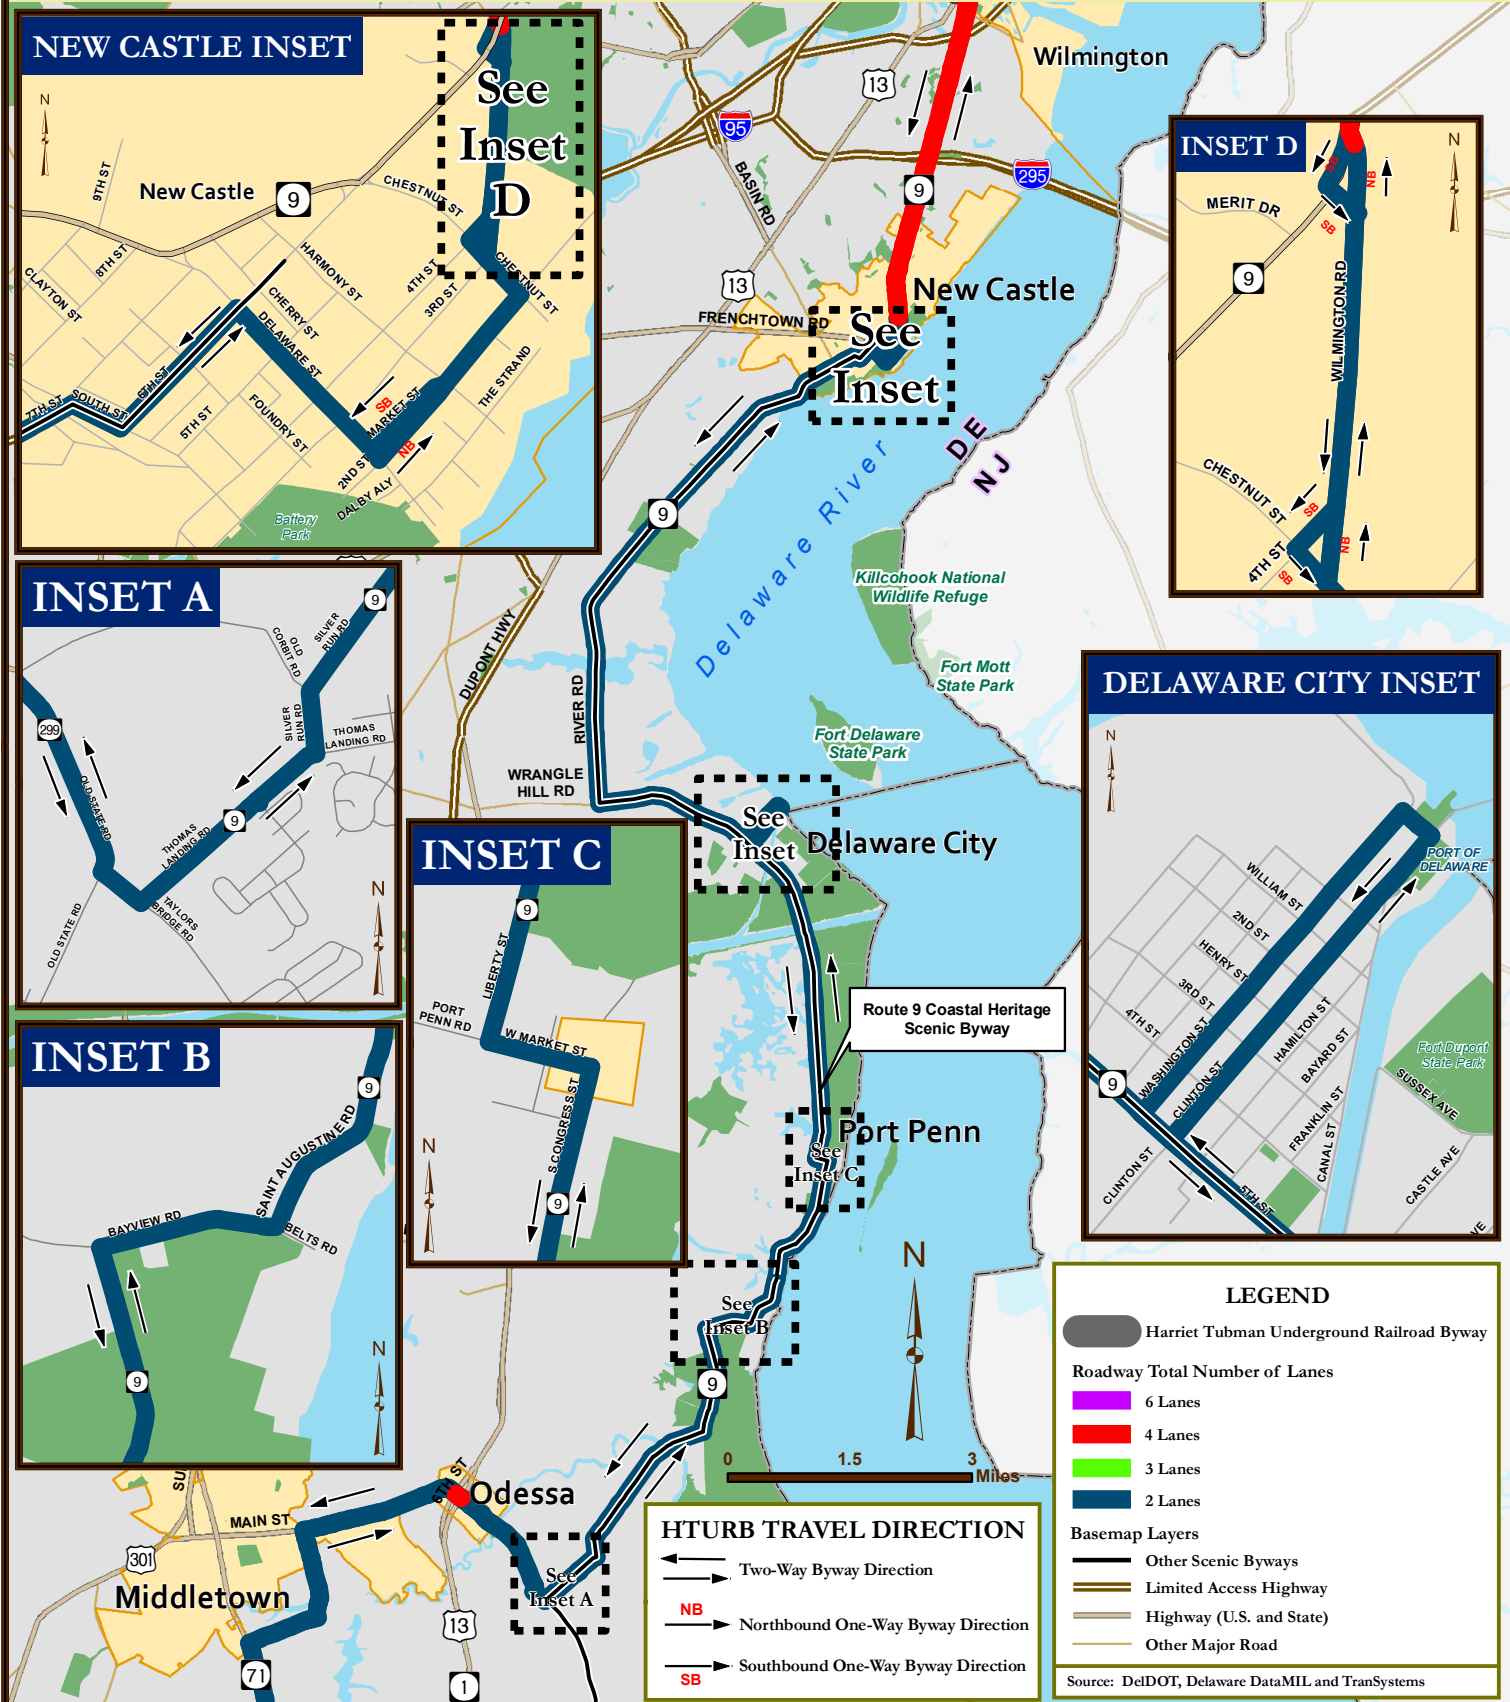 NEW CASTLE INSET
N
9TH ST
New Castle
9
CHESTNUT ST
See
Inset
D
8TH ST
CLAYTON ST
HARMONY ST
4TH ST
3RD ST
CHESTNUT ST
CHERRY ST
DELAWARE ST
THE STRAND
6TH ST
7TH ST
SOUTH ST
5TH ST
FOUNDRY ST
SB
MARKET ST
NB
2ND ST
DALBY ALY
Battery
Park
Wilmington
13
95
295
BASIN RD
9
13
New Castle
FRENCHTOWN RD
See
Inset
DE
NJ
Delaware River
9
Killcohook National
Wildlife Refuge
Fort Mott
State Park
Fort Delaware
State Park
DUPONT HWY
RIVER RD
WRANGLE
HILL RD
See
Inset
Delaware City
Route 9 Coastal Heritage
Scenic Byway
Port Penn
See
Inset C
See
Inset B
9
N
0 1.5 3
Miles
INSET D
N
SB
NB
MERIT DR
SB
9
WILMINGTON RD
CHESTNUT ST
SB
4TH ST
NB
SB
INSET A
9
OLD
CORBIT RD
SILVER
RUN RD
SILVER
RUN RD
THOMAS
LANDING RD
299
OLD STATE RD
9
THOMAS
LANDING RD
TAYLORS
BRIDGE RD
OLD STATE RD
N
INSET C
9
LIBERTY ST
PORT
PENN RD
W MARKET ST
S CONGRESS ST
N
9
INSET B
9
SAINT AUGUSTINE RD
BAYVIEW RD
BELTS RD
9
N
DELAWARE CITY INSET
N
PORT OF
DELAWARE
WILLIAM ST
2ND ST
HENRY ST
3RD ST
4TH ST
WASHINGTON ST
CLINTON ST
HAMILTON ST
BAYARD ST
Fort Dupont
State Park
SUSSEX AVE
FRANKLIN ST
CANAL ST
CASTLE AVE
9
CLINTON ST
5TH ST
VE
SU
6TH ST
Odessa
MAIN ST
301
Middletown
See
Inset A
13
71
1
HTURB TRAVEL DIRECTION
Two-Way Byway Direction
NB
Northbound One-Way Byway Direction
Southbound One-Way Byway Direction
SB
LEGEND
Harriet Tubman Underground Railroad Byway
Roadway Total Number of Lanes
6 Lanes
4 Lanes
3 Lanes
2 Lanes
Basemap Layers
Other Scenic Byways
Limited Access Highway
Highway (U.S. and State)
Other Major Road
Source: DelDOT, Delaware DataMIL and TranSystems